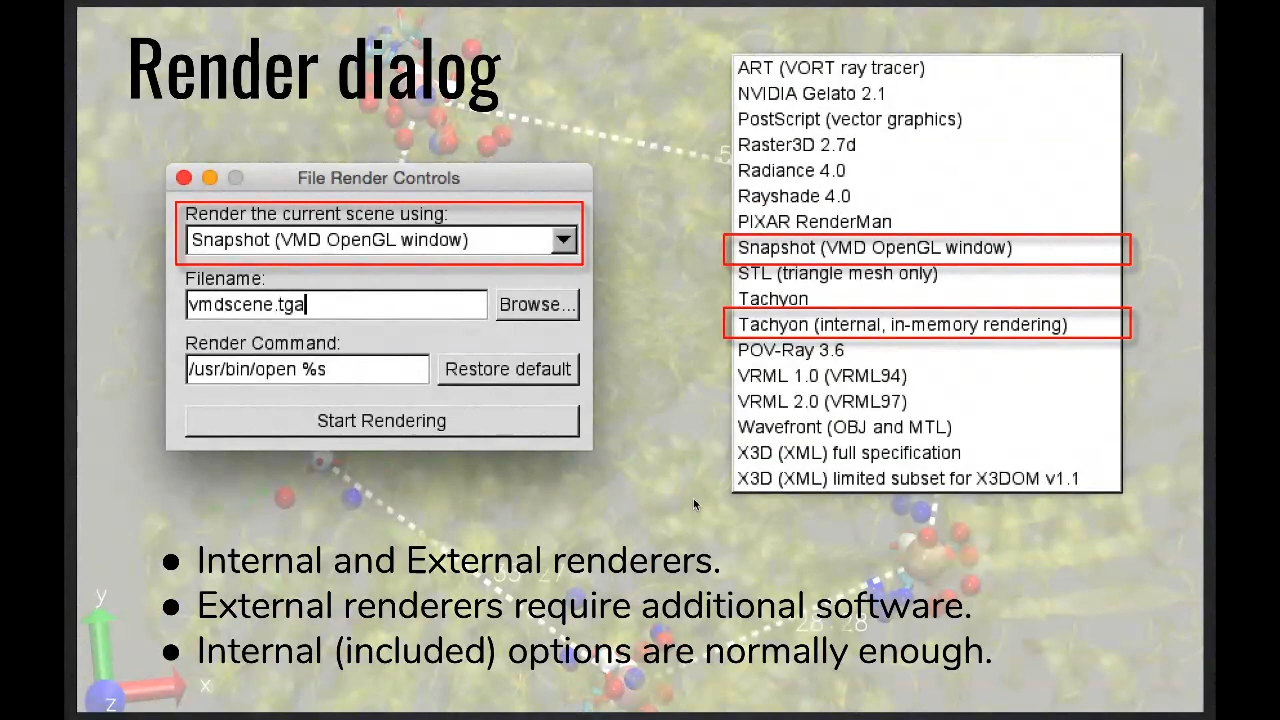 Render dialog
File Render Controls
Render the current scene using:
Snapshot (VMD OpenGL window)
Filename:
vmdscene.tga
Browse...
Render Command:
/usr/bin/open %s
Restore default
Start Rendering
ART (VORT ray tracer)
NVIDIA Gelato 2.1
PostScript (vector graphics)
Raster3D 2.7d
Radiance 4.0
Rayshade 4.0
PIXAR RenderMan
Snapshot (VMD OpenGL window)
STL (triangle mesh only)
Tachyon
Tachyon (internal, in-memory rendering)
POV-Ray 3.6
VRML 1.0 (VRML94)
VRML 2.0 (VRML97)
Wavefront (OBJ and MTL)
X3D (XML) full specification
X3D (XML) limited subset for X3DOM v1.1
● Internal and External renderers.
● External renderers require additional software.
● Internal (included) options are normally enough.
y
x
z